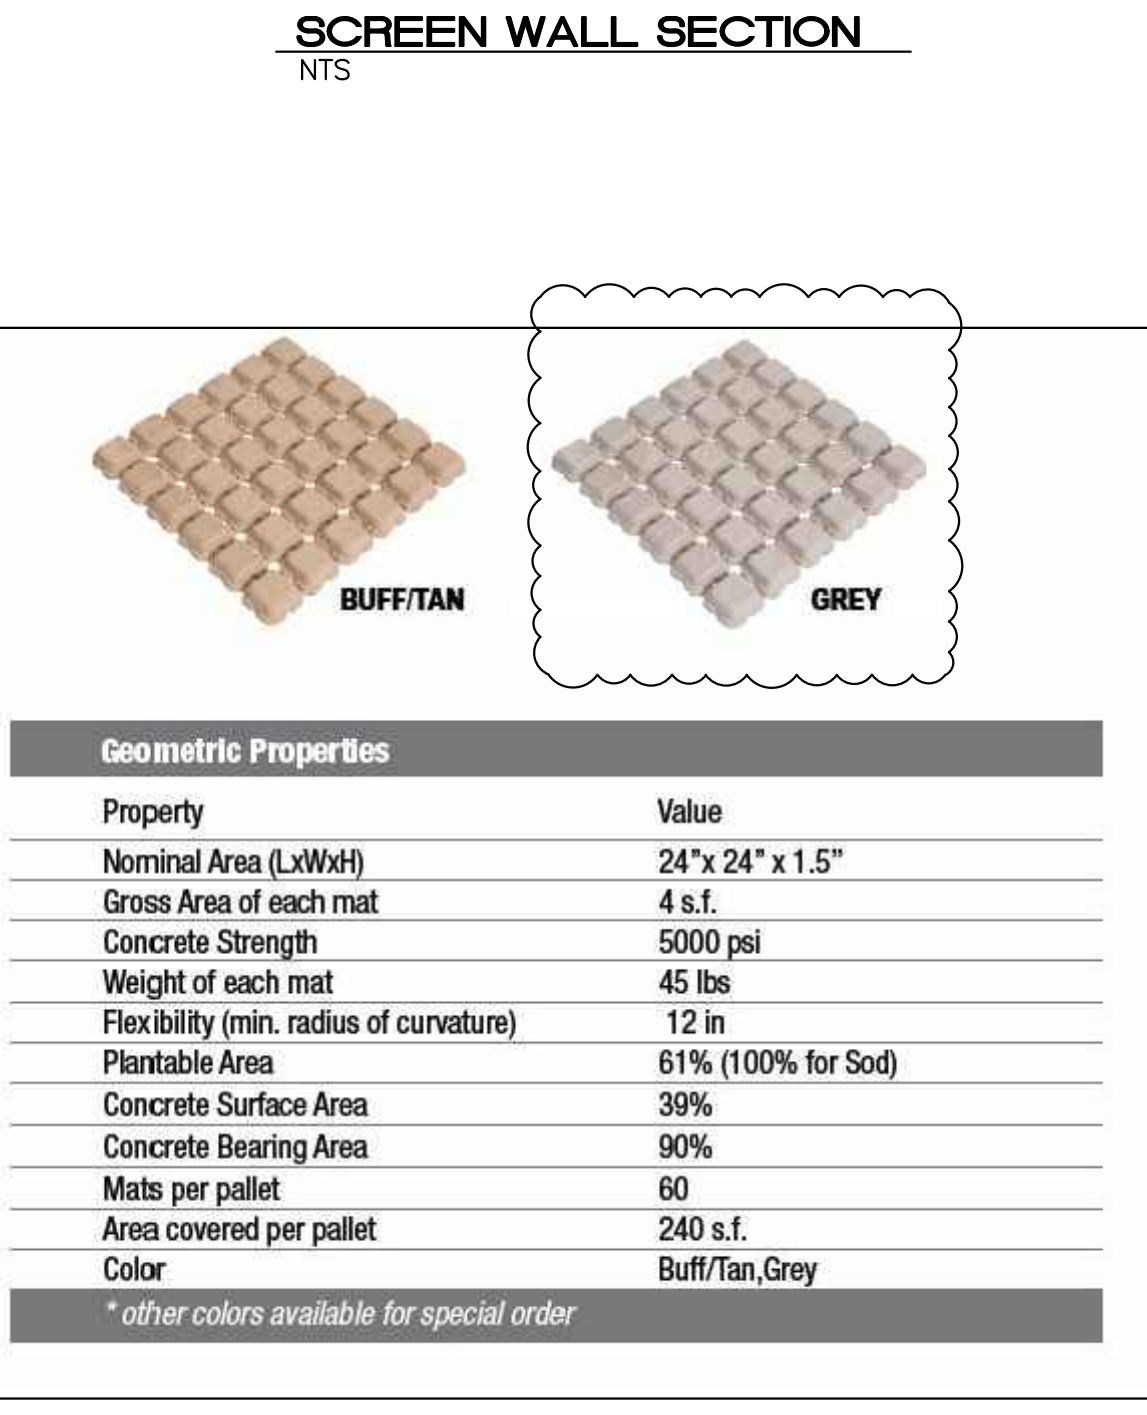 SCREEN WALL SECTION
NTS
BUFF/TAN
GREY
Geometric Properties
Property Value
Nominal Area (LxWxH) 24”x 24” x 1.5”
Gross Area of each mat 4 s.f.
Concrete Strength 5000 psi
Weight of each mat 45 lbs
Flexibility (min. radius of curvature) 12 in
Plantable Area 61% (100% for Sod)
Concrete Surface Area 39%
Concrete Bearing Area 90%
Mats per pallet 60
Area covered per pallet 240 s.f.
Color Buff/Tan,Grey
* other colors available for special order